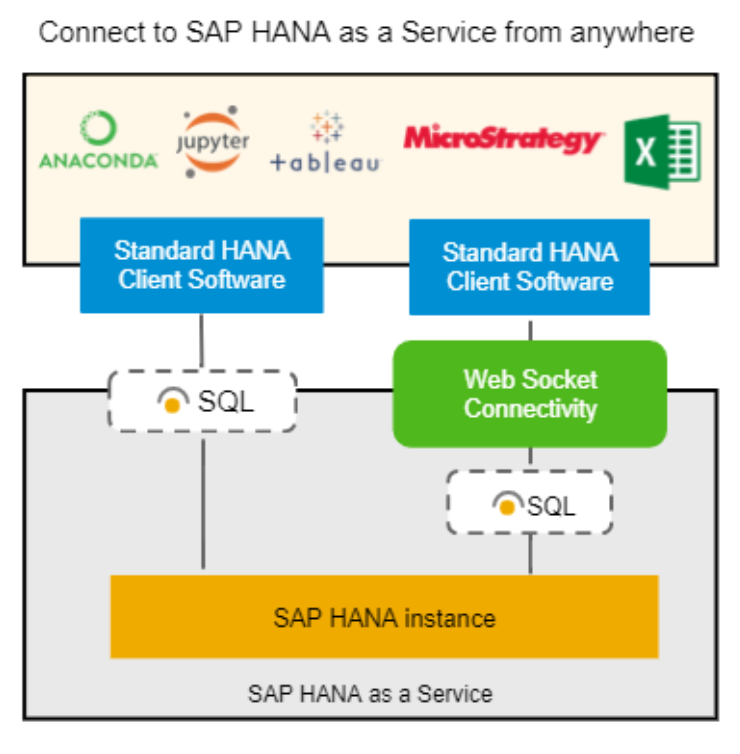 Connect to SAP HANA as a Service from anywhere
ANACONDA
jupyter
+ableau
MicroStrategy
X
Standard HANA
Client Software
Standard HANA
Client Software
SQL
Web Socket
Connectivity
SQL
SAP HANA instance
SAP HANA as a Service